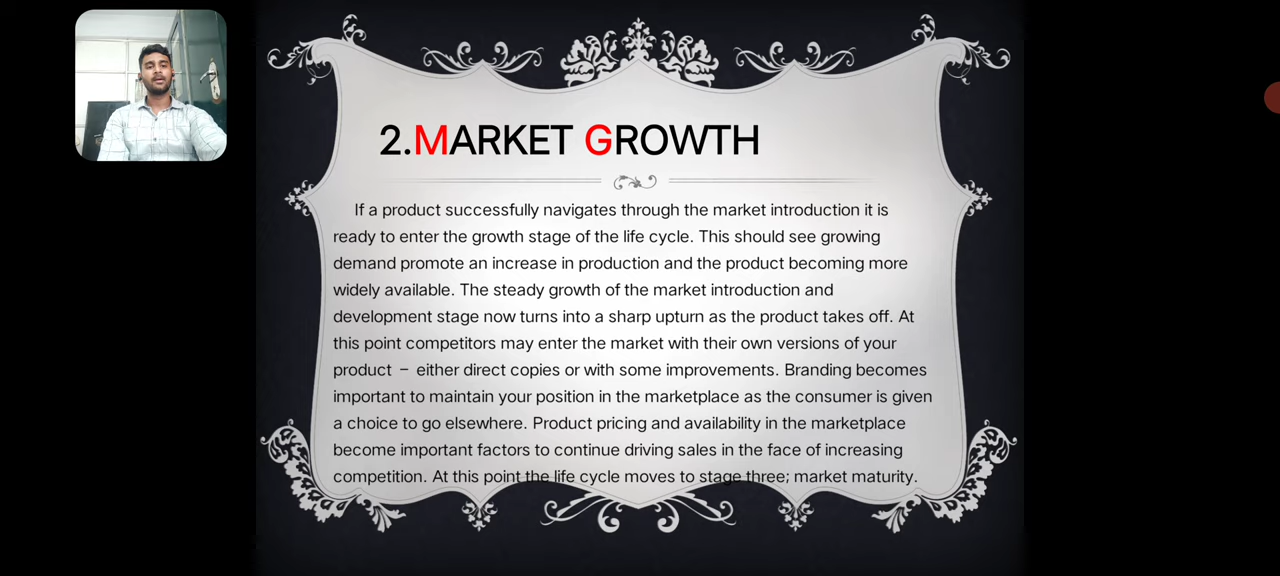 2.MARKET GROWTH
If a product successfully navigates through the market introduction it is
ready to enter the growth stage of the life cycle. This should see growing
demand promote an increase in production and the product becoming more
widely available. The steady growth of the market introduction and
development stage now turns into a sharp upturn as the product takes off. At
this point competitors may enter the market with their own versions of your
product – either direct copies or with some improvements. Branding becomes
important to maintain your position in the marketplace as the consumer is given
a choice to go elsewhere. Product pricing and availability in the marketplace
become important factors to continue driving sales in the face of increasing
competition. At this point the life cycle moves to stage three; market maturity.